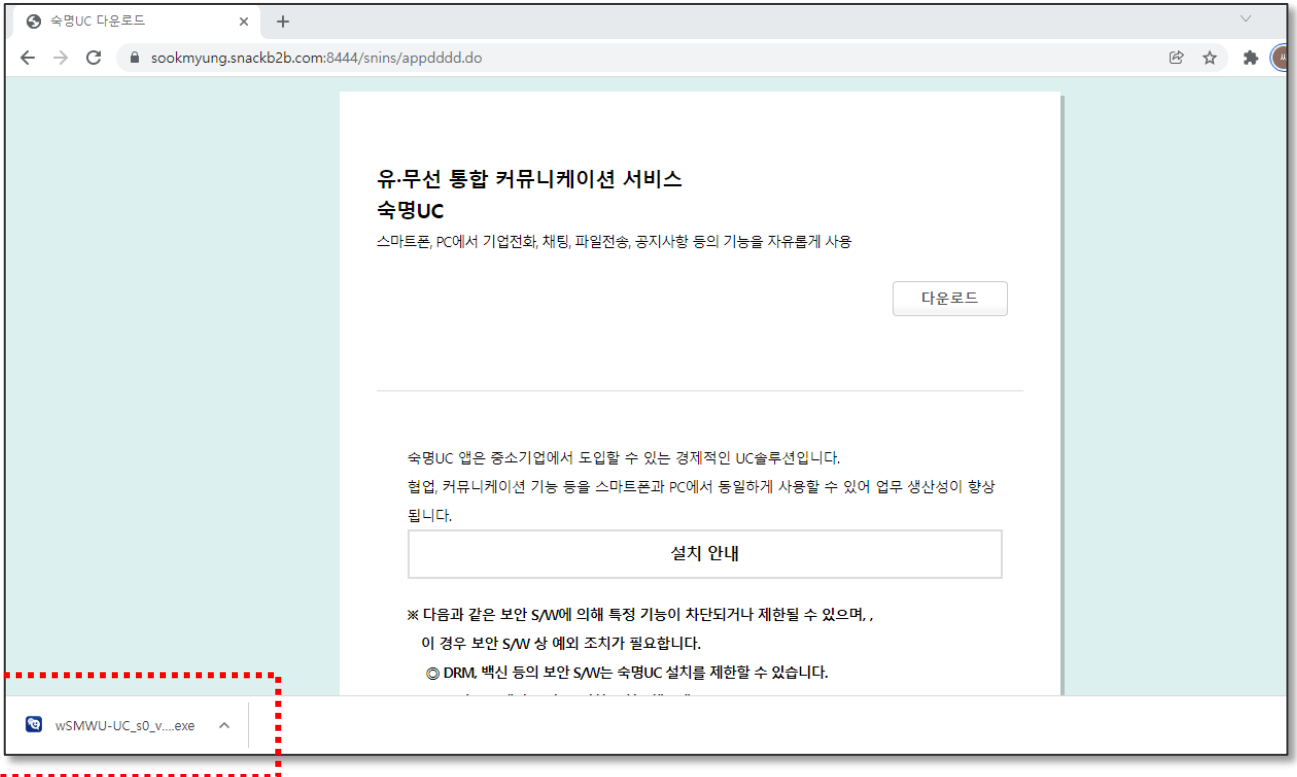 숙명UC 다운로드
sookmyung.snackb2b.com:8444/snins/appdddd.do
유·무선 통합 커뮤니케이션 서비스
숙명UC
스마트폰, PC에서 기업전화, 채팅, 파일전송, 공지사항 등의 기능을 자유롭게 사용
다운로드
숙명UC 앱은 중소기업에서 도입할 수 있는 경제적인 UC솔루션입니다.
협업, 커뮤니케이션 기능 등을 스마트폰과 PC에서 동일하게 사용할 수 있어 업무 생산성이 향상
됩니다.
설치 안내
※ 다음과 같은 보안 S/W에 의해 특정 기능이 차단되거나 제한될 수 있으며, ,
이 경우 보안 S/W 상 예외 조치가 필요합니다.
◎ DRM, 백신 등의 보안 S/W는 숙명UC 설치를 제한할 수 있습니다.
wSMWU-UC_s0_v....exe